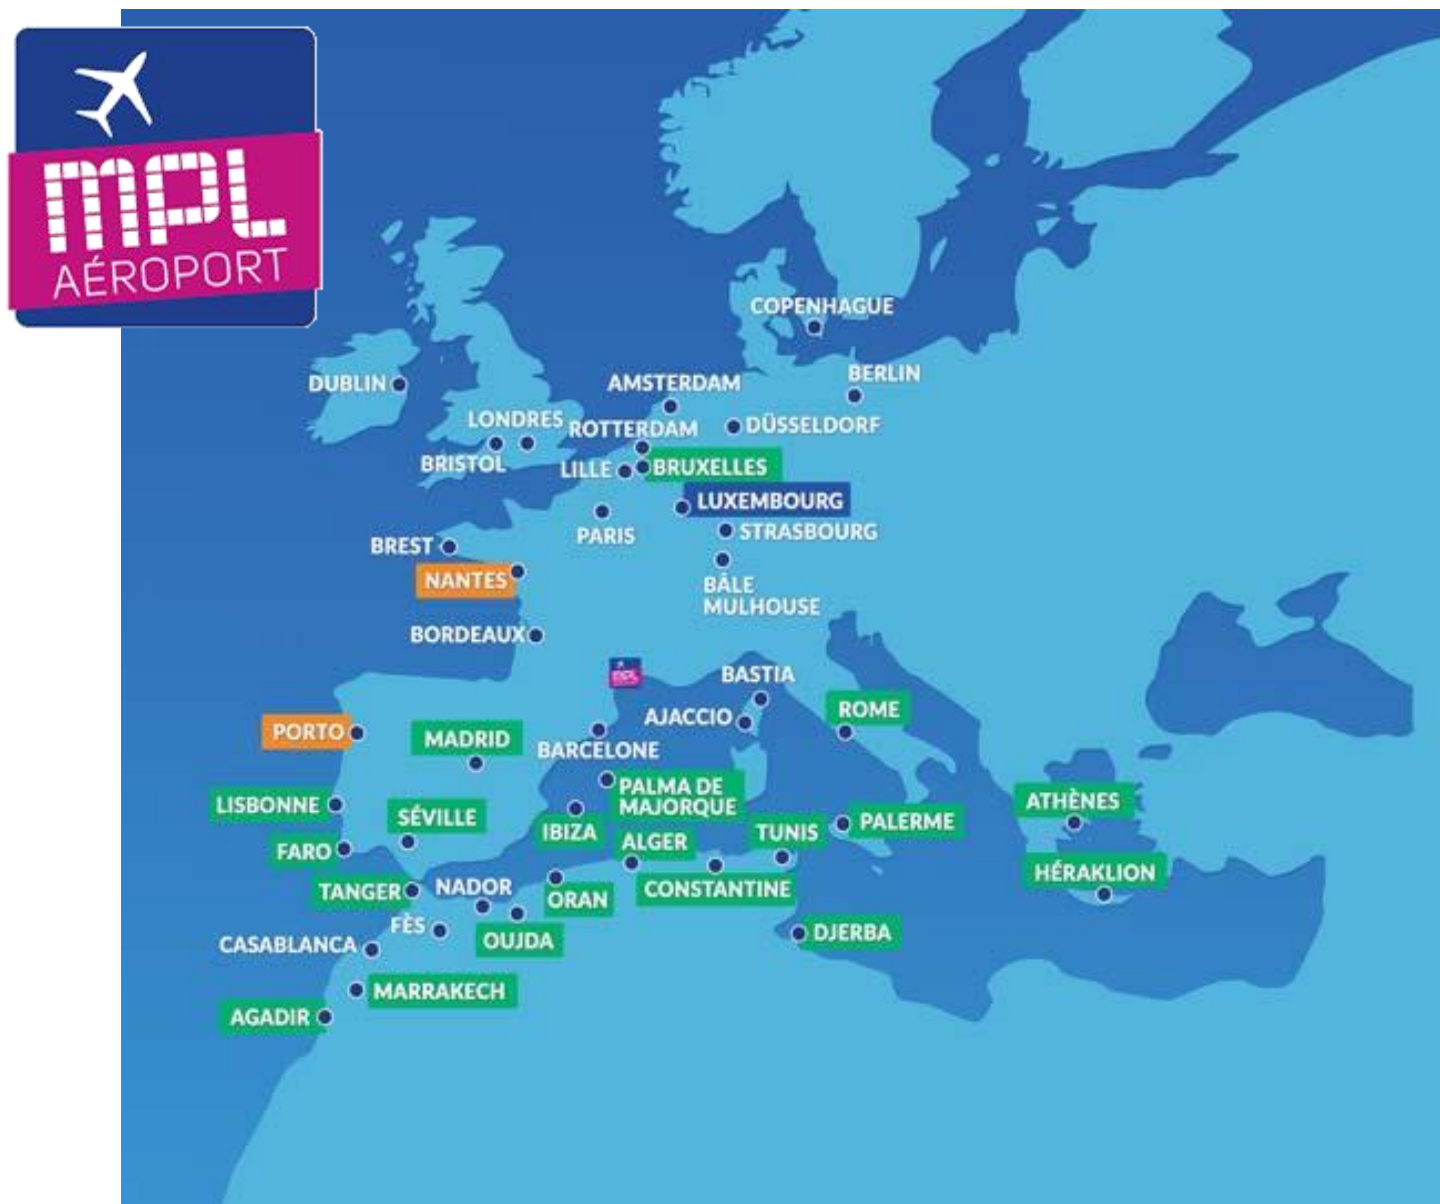 MPL
AÉROPORT
COPENHAGUE
BERLIN
DUBLIN
AMSTERDAM
LONDRES
ROTTERDAM
DÜSSELDORF
BRISTOL
LILLE
BRUXELLES
LUXEMBOURG
PARIS
STRASBOURG
BREST
NANTES
BÂLE
MULHOUSE
BORDEAUX
MPL
BASTIA
AJACCIO
ROME
PORTO
MADRID
BARCELONE
PALMA DE
MAJORQUE
LISBONNE
SÉVILLE
IBIZA
ATHÈNES
FARO
ALGER
TUNIS
PALERME
TANGER
NADOR
ORAN
CONSTANTINE
HÉRAKLION
FÈS
CASABLANCA
OUJDA
DJERBA
MARRAKECH
AGADIR